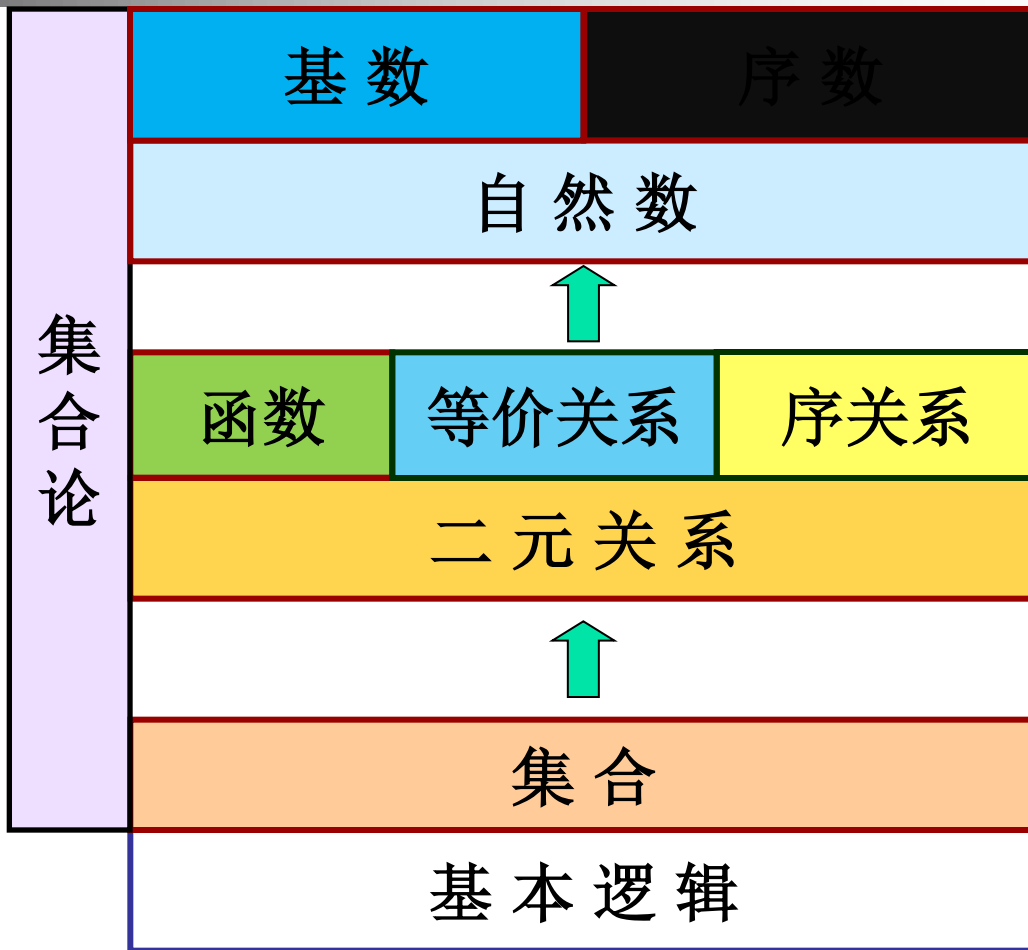 基 数
序 数
自 然 数
集
合
论
函数
等价关系
序关系
二 元 关 系
集 合
基 本 逻 辑